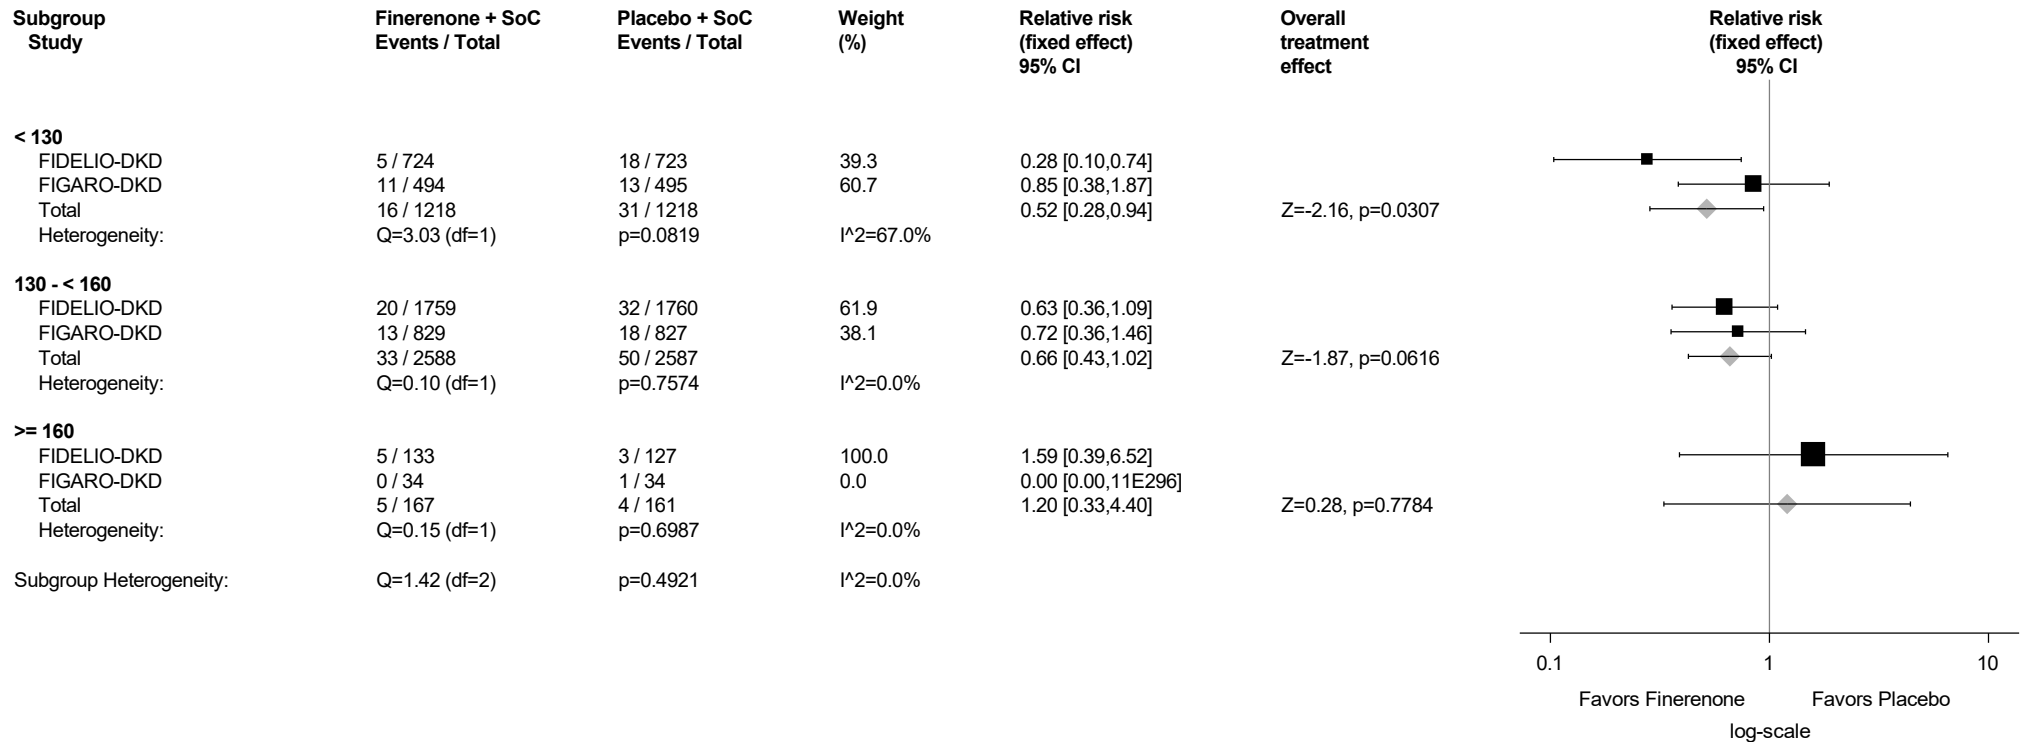 Subgroup Finerenone + SoC Placebo + SoC Weight Relative risk Overall Relative risk
Study Events / Total Events / Total (%) (fixed effect) treatment (fixed effect)
95% CI effect 95% CI
< 130
FIDELIO-DKD 5 / 724 18 / 723 39.3 0.28 [0.10,0.74]
FIGARO-DKD 11 / 494 13 / 495 60.7 0.85 [0.38,1.87]
Total 16 / 1218 31 / 1218 0.52 [0.28,0.94] Z=-2.16, p=0.0307
Heterogeneity: Q=3.03 (df=1) p=0.0819 I^2=67.0%
130 - < 160
FIDELIO-DKD 20 / 1759 32 / 1760 61.9 0.63 [0.36,1.09]
FIGARO-DKD 13 / 829 18 / 827 38.1 0.72 [0.36,1.46]
Total 33 / 2588 50 / 2587 0.66 [0.43,1.02] Z=-1.87, p=0.0616
Heterogeneity: Q=0.10 (df=1) p=0.7574 I^2=0.0%
>= 160
FIDELIO-DKD 5 / 133 3 / 127 100.0 1.59 [0.39,6.52]
FIGARO-DKD 0 / 34 1 / 34 0.0 0.00 [0.00,11E296]
Total 5 / 167 4 / 161 1.20 [0.33,4.40] Z=0.28, p=0.7784
Heterogeneity: Q=0.15 (df=1) p=0.6987 I^2=0.0%
Subgroup Heterogeneity: Q=1.42 (df=2) p=0.4921 I^2=0.0%
0.1 1 10
Favors Finerenone Favors Placebo
log-scale